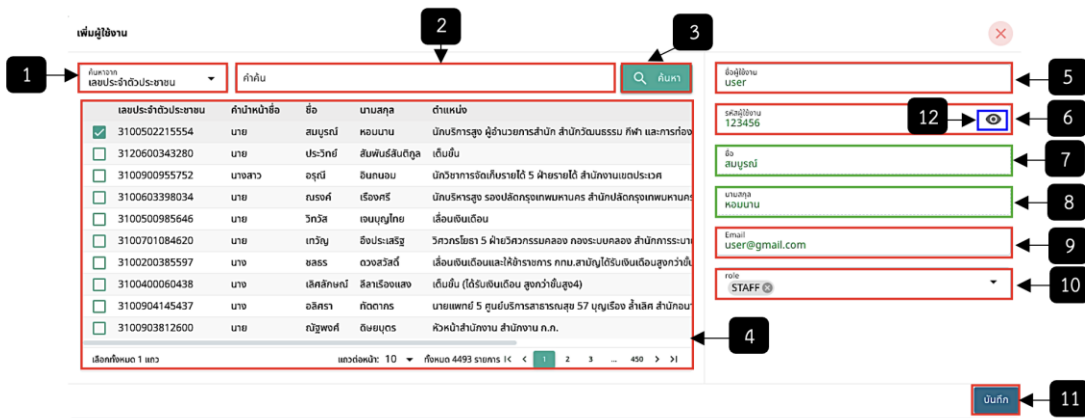 เพิ่มผู้ใช้งาน
2
3
1
ค้นหาจาก
เลขประจำตัวประชาชน
คำค้น
ค้นหา
ชื่อผู้ใช้งาน
user
5
เลขประจำตัวประชาชน คำนำหน้าชื่อ ชื่อ นามสกุล ตำแหน่ง
3100502215554 นาย สมบูรณ์ หอมนาน นักบริหารสูง ผู้อำนวยการสำนัก สำนักวัฒนธรรม กีฬา และการท่อง
3120600343280 นาย ประวิทย์ สัมพันธ์สันติกูล เต็มขั้น
3100900955752 นางสาว อรุณี อินถนอม นักวิชาการจัดเก็บรายได้ 5 ฝ่ายรายได้ สำนักงานเขตประเวศ
3100603398034 นาย ณรงค์ เรืองศรี นักบริหารสูง รองปลัดกรุงเทพมหานคร สำนักปลัดกรุงเทพมหานคร
3100500985646 นาย วิทวัส เจนบุญไทย เลื่อนเงินเดือน
3100701084620 นาย เทวัญ อึงประเสริฐ วิศวกรโยธา 5 ฝ่ายวิศวกรรมคลอง กองระบบคลอง สำนักการระบา
3100200385597 นาง ชลธร ดวงสวัสดิ์ เลื่อนเงินเดือนและให้ข้าราชการ กทม.สามัญได้รับเงินเดือนสูงกว่าขั้น
3100400060438 นาง เลิศลักษณ์ ลีลาเรืองแสง เต็มขั้น (ได้รับเงินเดือน สูงกว่าขั้นสูง4)
3100904145437 นาง อลิศรา ทัดตากร นายแพทย์ 5 ศูนย์บริการสาธารณสุข 57 บุญเรือง ล้ำเลิศ สำนักอนา
3100903812600 นาย ณัฐพงศ์ ดิษยบุตร หัวหน้าสำนักงาน สำนักงาน ก.ก.
เลือกทั้งหมด 1 แถว แถวต่อหน้า: 10 ทั้งหมด 4493 รายการ 1 2 3 ... 450
4
รหัสผู้ใช้งาน
123456
12
6
ชื่อ
สมบูรณ์
7
นามสกุล
หอมนาน
8
Email
user@gmail.com
9
role
STAFF
10
บันทึก
11